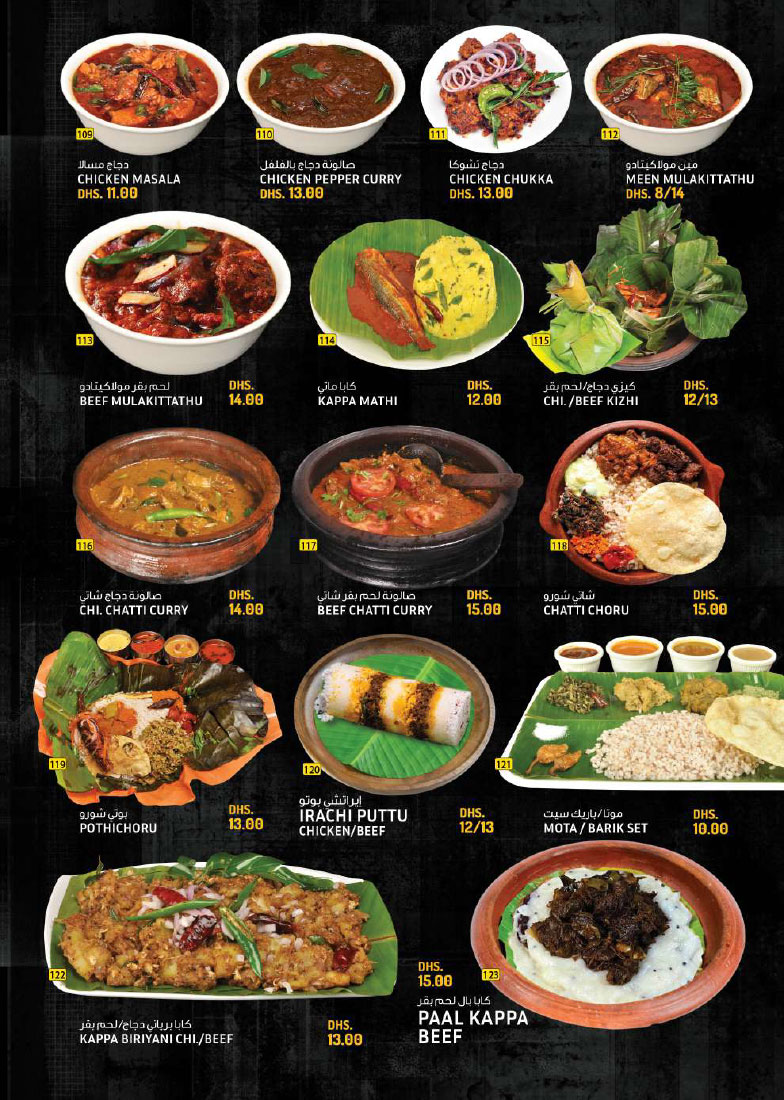 109
دجاج مسالا
CHICKEN MASALA
DHS. 11.00
110
صالونة دجاج بالفلفل
CHICKEN PEPPER CURRY
DHS. 13.00
111
دجاج تشوكا
CHICKEN CHUKKA
DHS. 13.00
112
مين مولاكيتادو
MEEN MULAKITTATHU
DHS. 8/14
113
لحم بقر مولاكيتادو
BEEF MULAKITTATHU
DHS.
14.00
114
كابا ماتي
KAPPA MATHI
DHS.
12.00
115
كيزي دجاج/لحم بقر
CHI./BEEF KIZHI
DHS.
12/13
116
صالونة دجاج شاتي
CHI. CHATTI CURRY
DHS.
14.00
117
صالونة لحم بقر شاتي
BEEF CHATTI CURRY
DHS.
15.00
118
شاتي شورو
CHATTI CHORU
DHS.
15.00
119
بوتي شورو
POTHICHORU
DHS.
13.00
120
إيراتشي بوتو
IRACHI PUTTU
CHICKEN/BEEF
DHS.
12/13
121
موتا/باريك سيت
MOTA / BARIK SET
DHS.
10.00
122
كابا برياني دجاج/لحم بقر
KAPPA BIRIYANI CHI./BEEF
DHS.
13.00
123
DHS.
15.00
كابا بال لحم بقر
PAAL KAPPA
BEEF